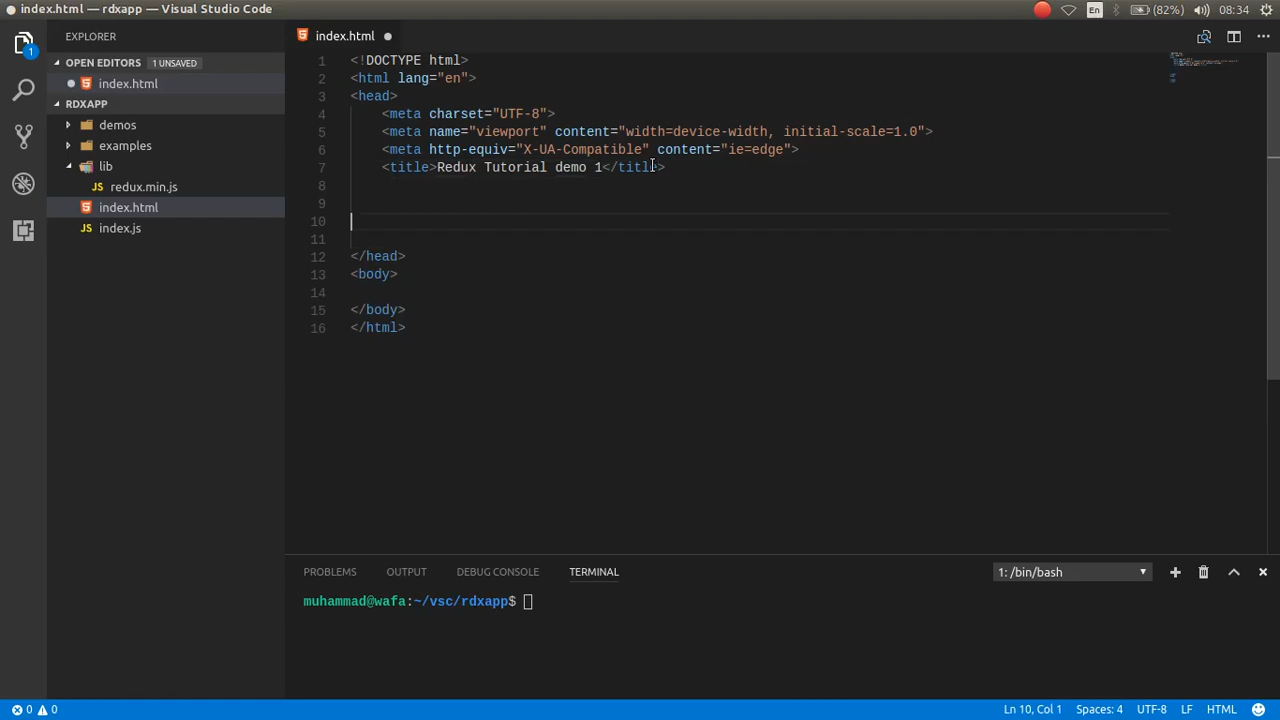 index.html — rdxapp — Visual Studio Code
En
(82%)
08:34
1
EXPLORER
OPEN EDITORS 1 UNSAVED
index.html
RDXAPP
demos
examples
lib
JS redux.min.js
index.html
JS index.js
index.html
1 <!DOCTYPE html>
2 <html lang="en">
3 <head>
4 <meta charset="UTF-8">
5 <meta name="viewport" content="width=device-width, initial-scale=1.0">
6 <meta http-equiv="X-UA-Compatible" content="ie=edge">
7 <title>Redux Tutorial demo 1</title>
8
9
10
11
12 </head>
13 <body>
14
15 </body>
16 </html>
PROBLEMS OUTPUT DEBUG CONSOLE TERMINAL
1: /bin/bash
muhammad@wafa:~/vsc/rdxapp$
0 0
Ln 10, Col 1 Spaces: 4 UTF-8 LF HTML